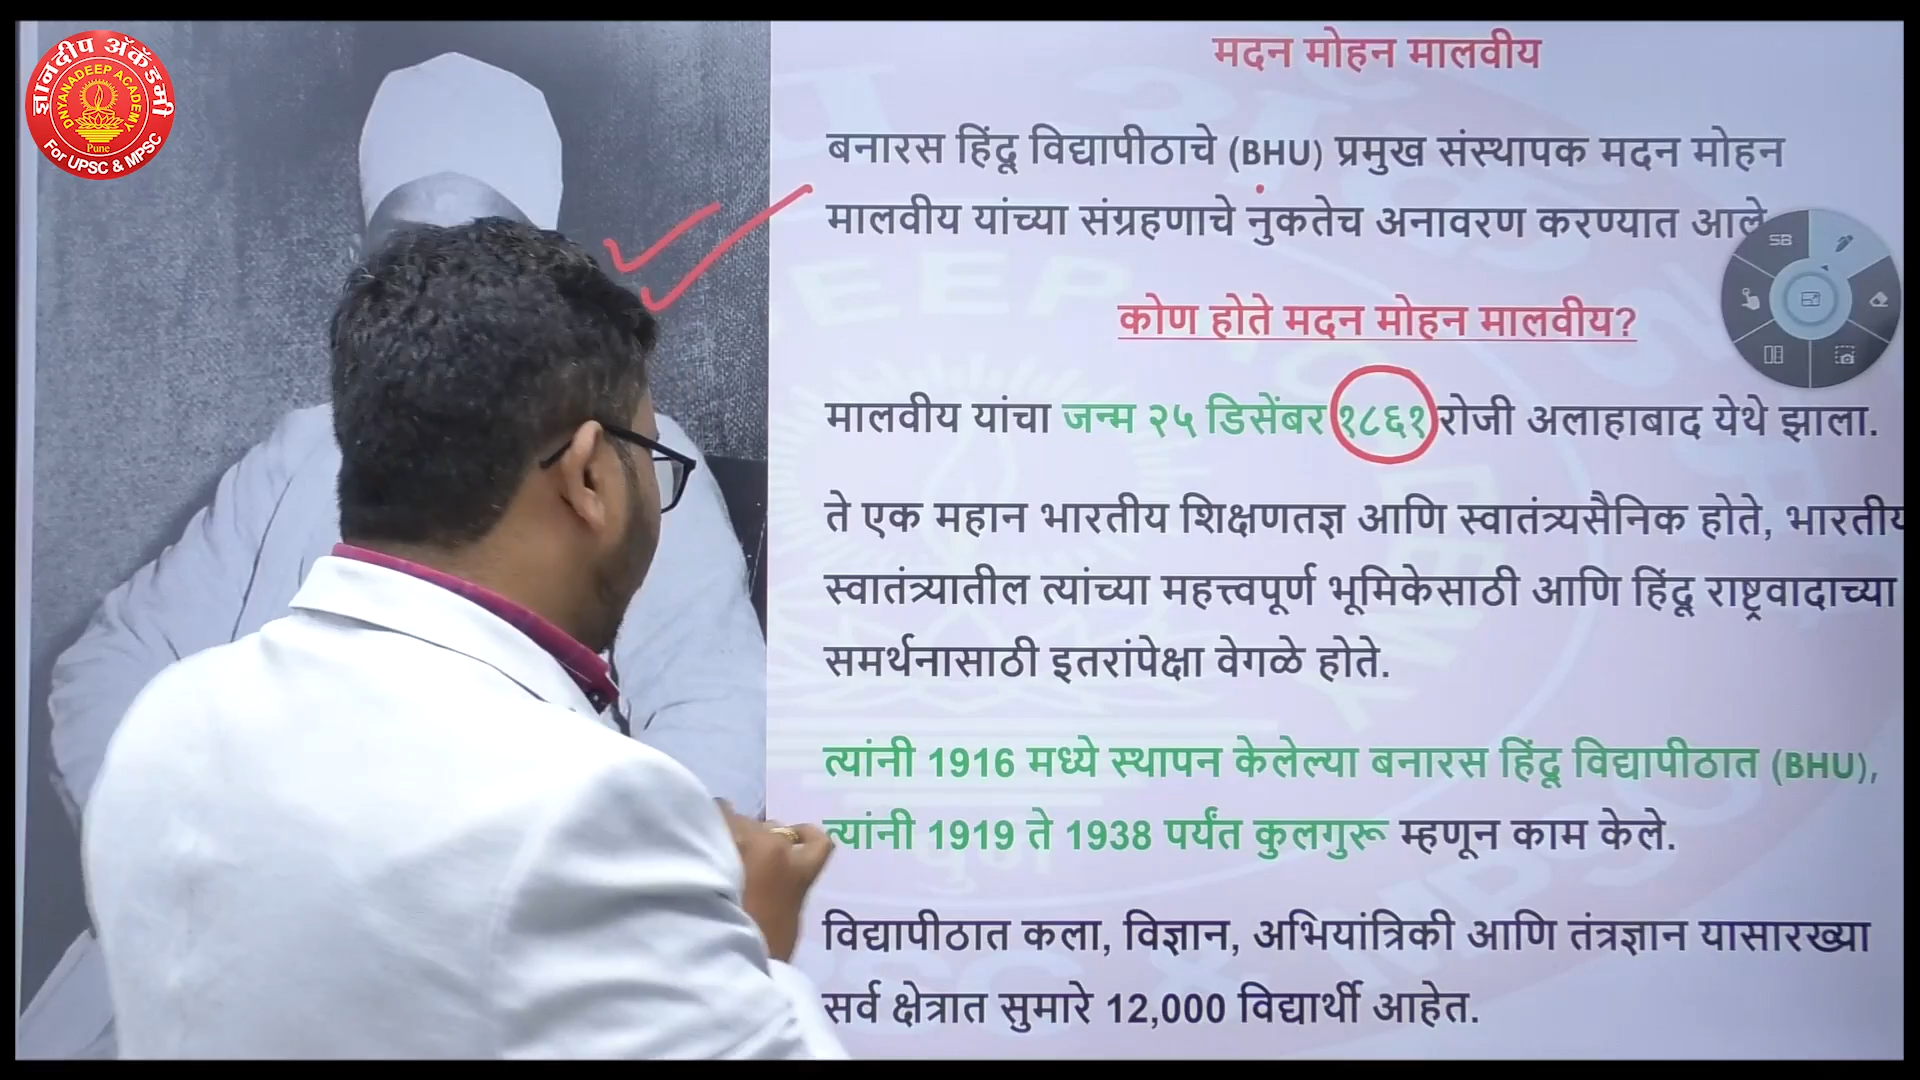 ज्ञानदीप अॅकॅडमी
DNYANADEEP ACADEMY
Pune
For UPSC & MPSC
मदन मोहन मालवीय
बनारस हिंदू विद्यापीठाचे (BHU) प्रमुख संस्थापक मदन मोहन
मालवीय यांच्या संग्रहणाचे नुकतेच अनावरण करण्यात आले
SB
कोण होते मदन मोहन मालवीय?
मालवीय यांचा जन्म २५ डिसेंबर १८६१ रोजी अलाहाबाद येथे झाला.
ते एक महान भारतीय शिक्षणतज्ञ आणि स्वातंत्र्यसैनिक होते, भारतीय
स्वातंत्र्यातील त्यांच्या महत्त्वपूर्ण भूमिकेसाठी आणि हिंदू राष्ट्रवादाच्या
समर्थनासाठी इतरांपेक्षा वेगळे होते.
त्यांनी 1916 मध्ये स्थापन केलेल्या बनारस हिंदू विद्यापीठात (BHU),
त्यांनी 1919 ते 1938 पर्यंत कुलगुरू म्हणून काम केले.
विद्यापीठात कला, विज्ञान, अभियांत्रिकी आणि तंत्रज्ञान यासारख्या
सर्व क्षेत्रात सुमारे 12,000 विद्यार्थी आहेत.